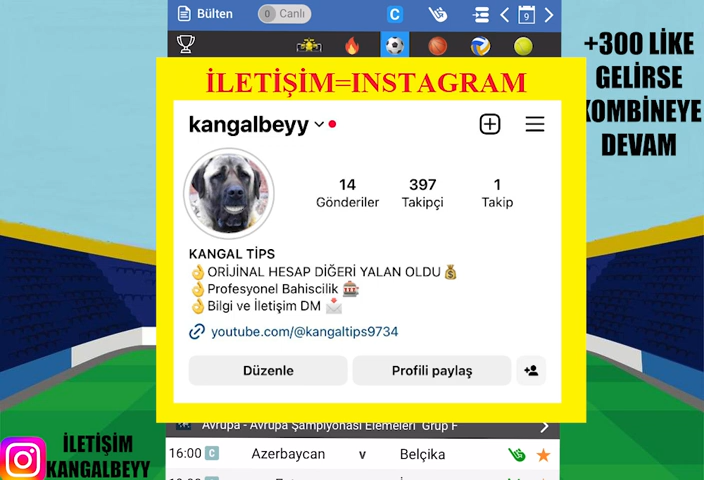 Bülten
0 Canlı
C
9
+300 LİKE
GELİRSE
KOMBİNEYE
DEVAM
İLETİŞİM=INSTAGRAM
kangalbeyy
14
397
1
Gönderiler
Takipçi
Takip
KANGAL TİPS
👌ORİJİNAL HESAP DİĞERİ YALAN OLDU💰
👌Profesyonel Bahiscilik🎰
👌Bilgi ve İletişim DM📩
youtube.com/@kangaltips9734
Düzenle
Profili paylaş
Avrupa - Avrupa Şampiyonası Elemeleri Grup F
16:00 C Azerbaycan v Belçika
İLETİŞİM
KANGALBEYY